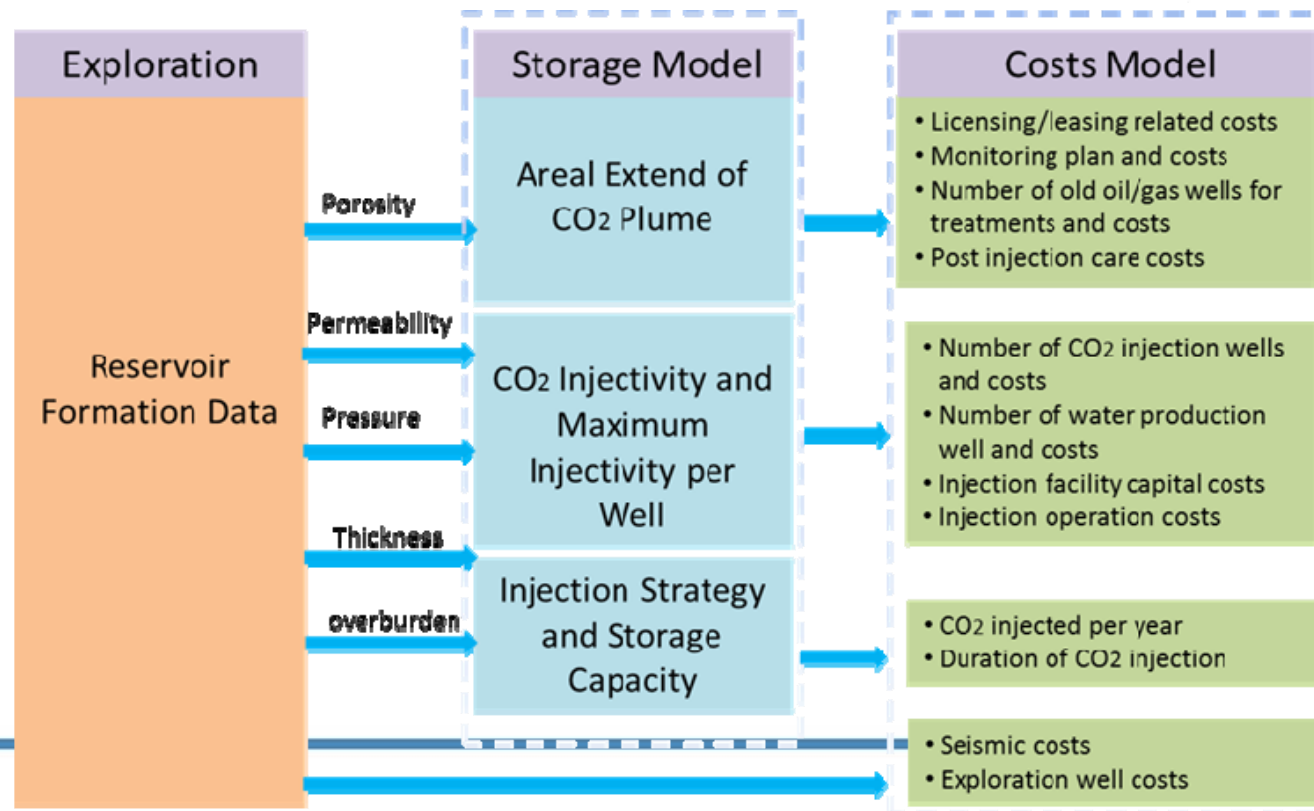 Exploration
Reservoir
Formation Data
Porosity
Permeability
Pressure
Thickness
overburden
Storage Model
Areal Extend of
CO2 Plume
CO2 Injectivity and
Maximum
Injectivity per
Well
Injection Strategy
and Storage
Capacity
Costs Model
• Licensing/leasing related costs
• Monitoring plan and costs
• Number of old oil/gas wells for
treatments and costs
• Post injection care costs
• Number of CO2 injection wells
and costs
• Number of water production
well and costs
• Injection facility capital costs
• Injection operation costs
• CO2 injected per year
• Duration of CO2 injection
• Seismic costs
• Exploration well costs